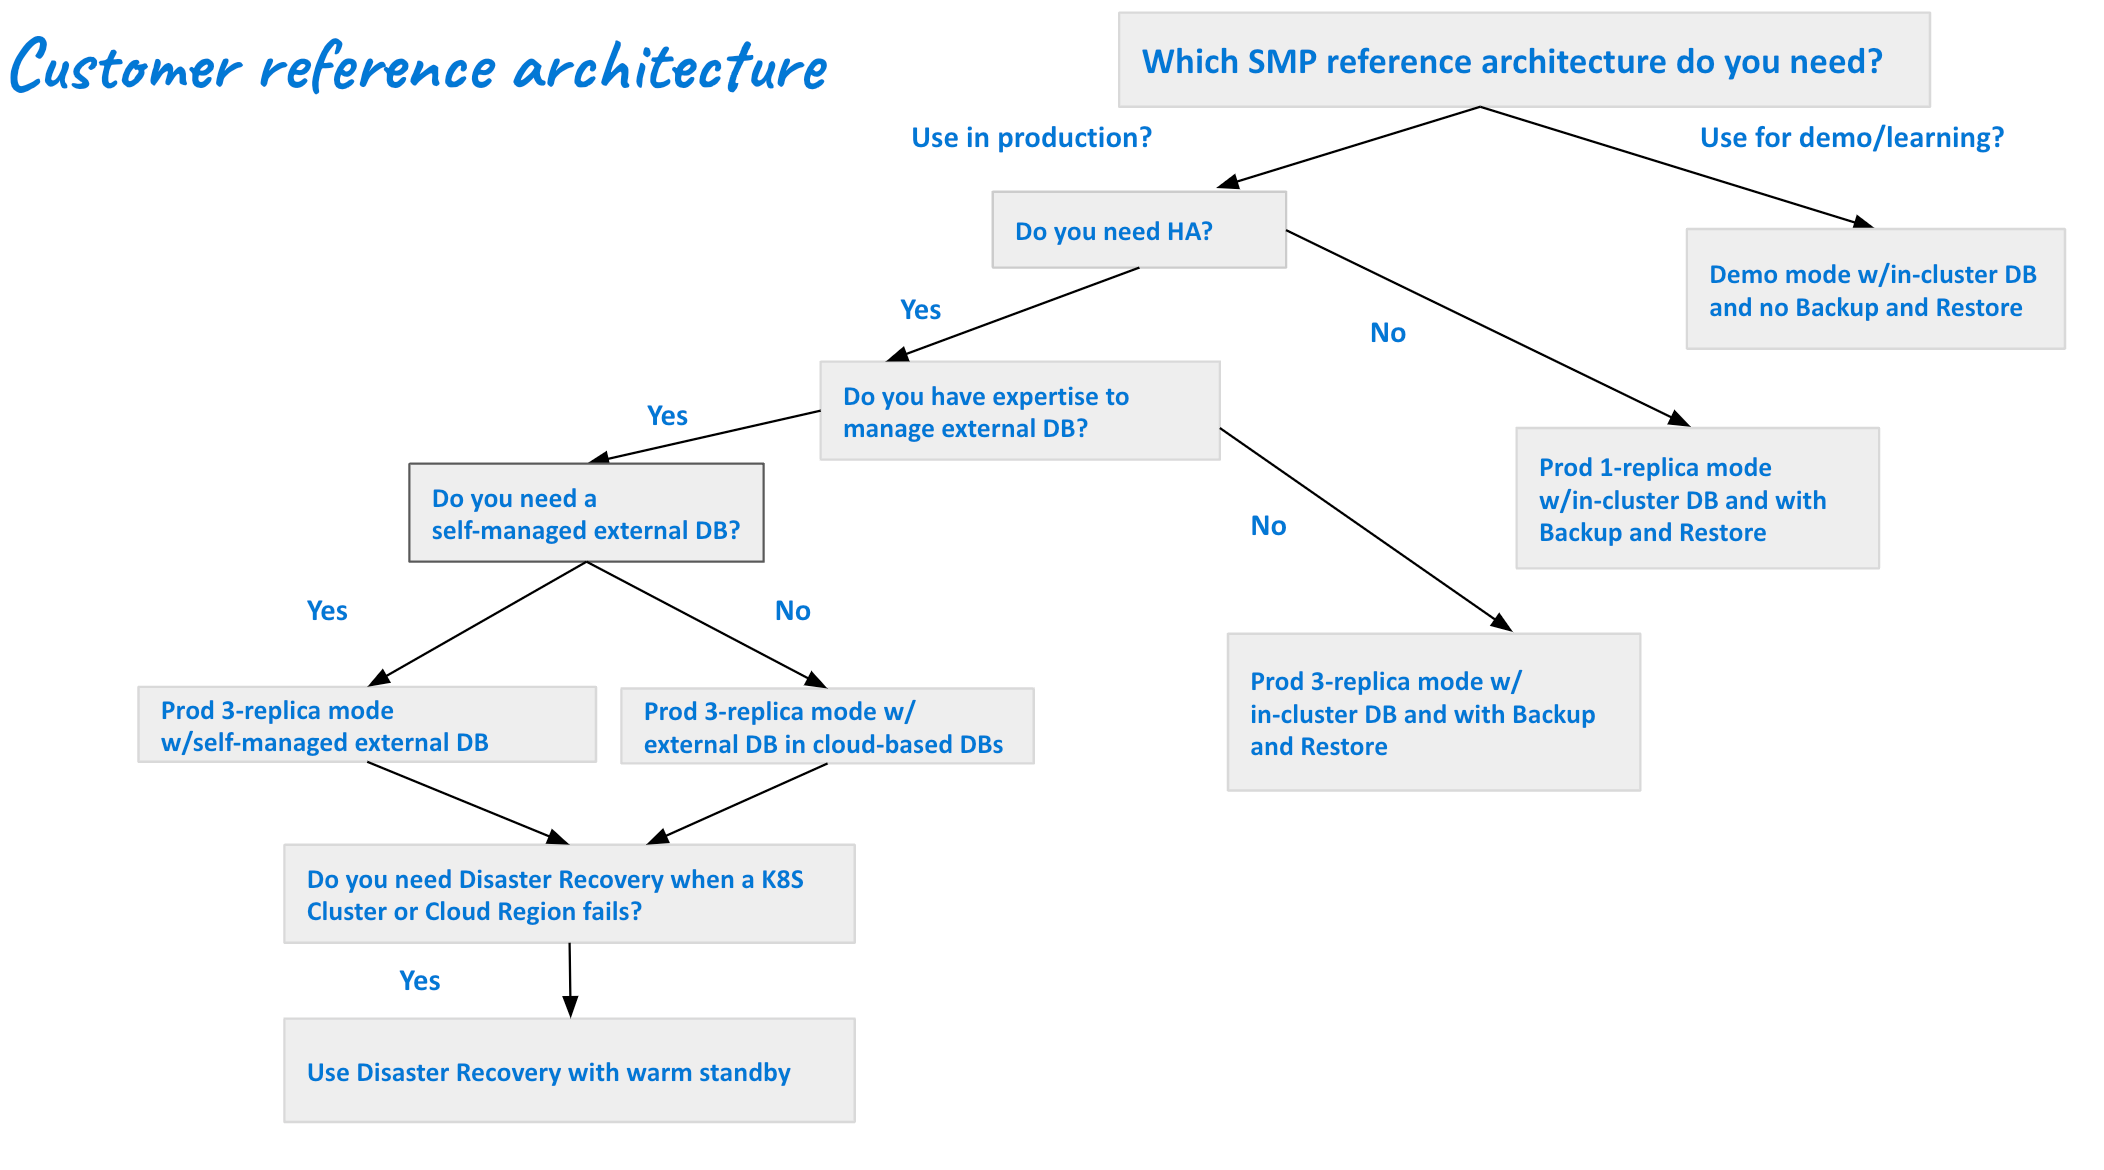 Customer reference architecture
Which SMP reference architecture do you need?
Use in production?
Use for demo/learning?
Do you need HA?
Demo mode w/in-cluster DB
and no Backup and Restore
Yes
No
Do you have expertise to
manage external DB?
Yes
Prod 1-replica mode
w/in-cluster DB and with
Backup and Restore
Do you need a
self-managed external DB?
No
Yes
No
Prod 3-replica mode w/
in-cluster DB and with Backup
and Restore
Prod 3-replica mode
w/self-managed external DB
Prod 3-replica mode w/
external DB in cloud-based DBs
Do you need Disaster Recovery when a K8S
Cluster or Cloud Region fails?
Yes
Use Disaster Recovery with warm standby